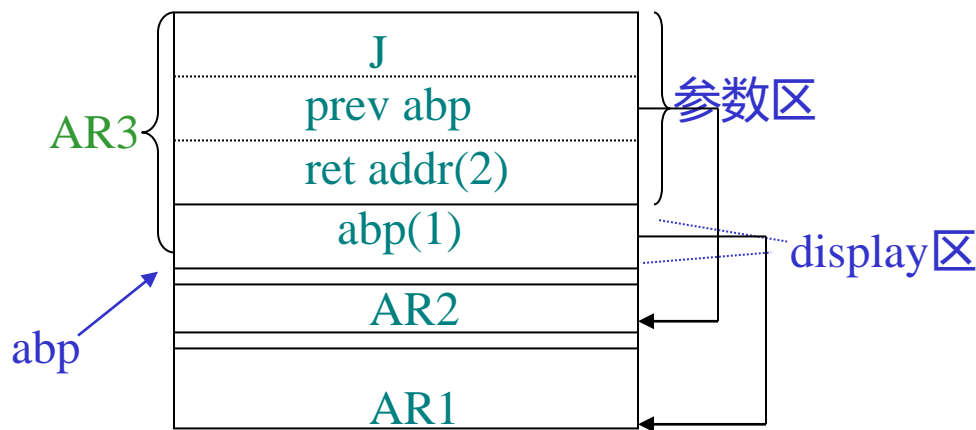 J
prev abp
参数区
AR3
ret addr(2)
abp(1)
display区
AR2
abp
AR1